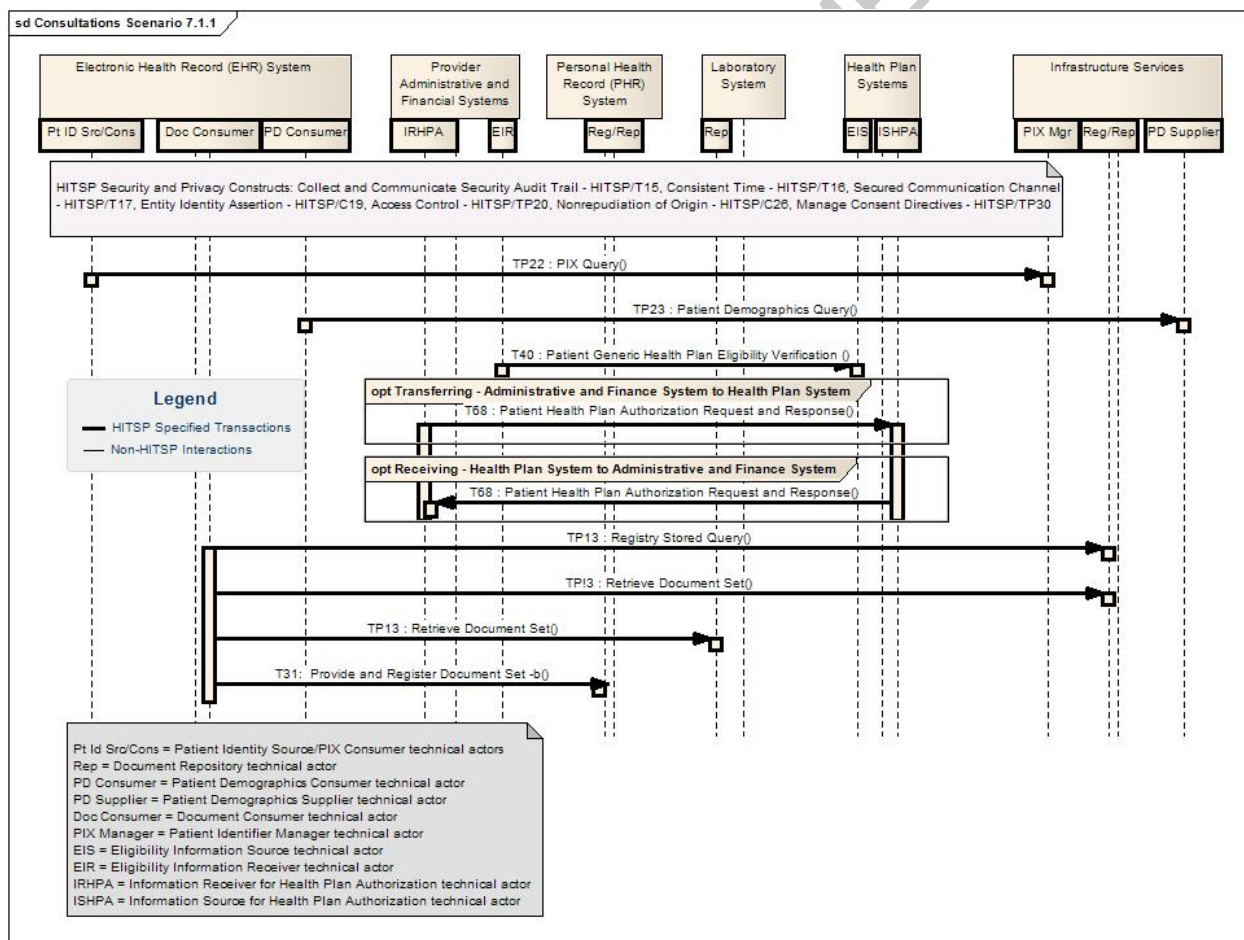 sd Consultations Scenario 7.1.1
Electronic Health Record (EHR) System
Provider
Administrative and
Financial Systems
Personal Health
Record (PHR)
System
Laboratory
System
Health Plan
Systems
Infrastructure Services
Pt ID Src/Cons
Doc Consumer
PD Consumer
IRHPA
EIR
Reg/Rep
Rep
EIS
ISHPA
PIX Mgr
Reg/Rep
PD Supplier
HITSP Security and Privacy Constructs: Collect and Communicate Security Audit Trail - HITSP/T15, Consistent Time - HITSP/T16, Secured Communication Channel
- HITSP/T17, Entity Identity Assertion - HITSP/C19, Access Control - HITSP/TP20, Nonrepudiation of Origin - HITSP/C26, Manage Consent Directives - HITSP/TP30
TP22 : PIX Query()
TP23 : Patient Demographics Query()
T40 : Patient Generic Health Plan Eligibility Verification ()
opt Transferring - Administrative and Finance System to Health Plan System
T68 : Patient Health Plan Authorization Request and Response()
Legend
HITSP Specified Transactions
Non-HITSP Interactions
opt Receiving - Health Plan System to Administrative and Finance System
T68 : Patient Health Plan Authorization Request and Response()
TP13 : Registry Stored Query()
TP!3 : Retrieve Document Set()
TP13 : Retrieve Document Set()
T31: Provide and Register Document Set -b()
Pt Id Src/Cons = Patient Identity Source/PIX Consumer technical actors
Rep = Document Repository technical actor
PD Consumer = Patient Demographics Consumer technical actor
PD Supplier = Patient Demographics Supplier technical actor
Doc Consumer = Document Consumer technical actor
PIX Manager = Patient Identifier Manager technical actor
EIS = Eligibility Information Source technical actor
EIR = Eligibility Information Receiver technical actor
IRHPA = Information Receiver for Health Plan Authorization technical actor
ISHPA = Information Source for Health Plan Authorization technical actor